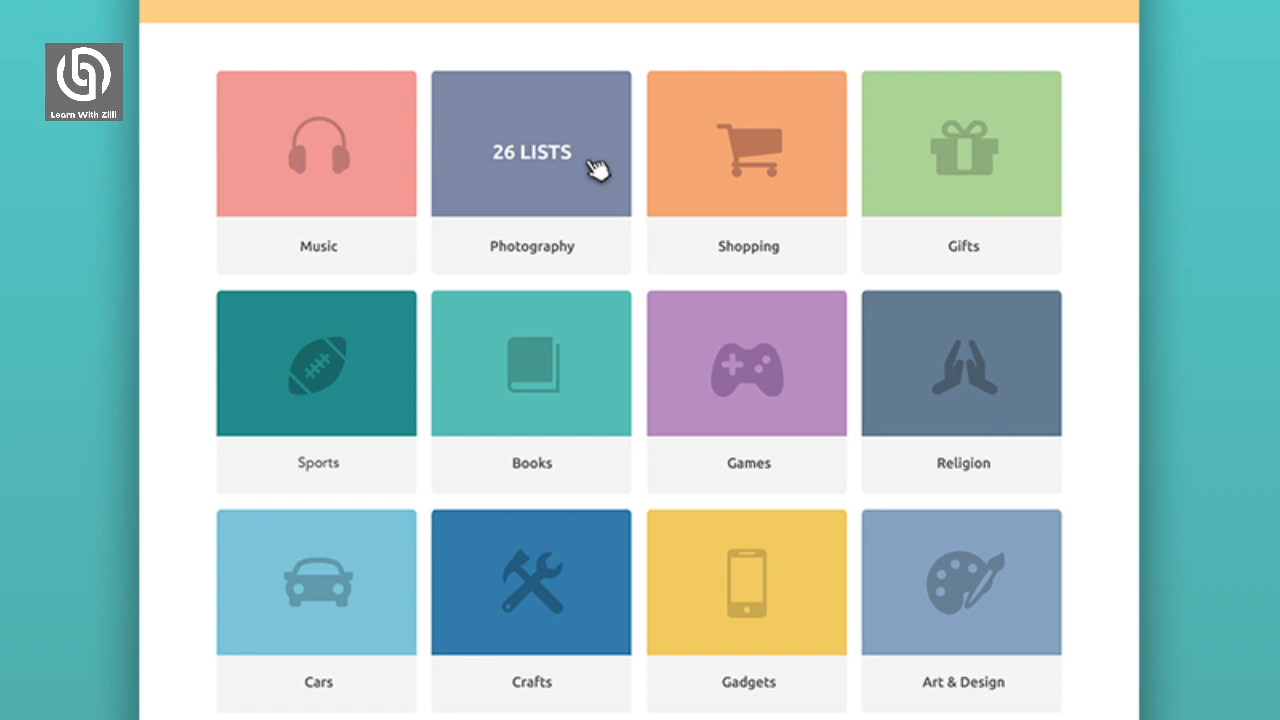 Learn With Zilli
26 LISTS
Music
Photography
Shopping
Gifts
Sports
Books
Games
Religion
Cars
Crafts
Gadgets
Art & Design